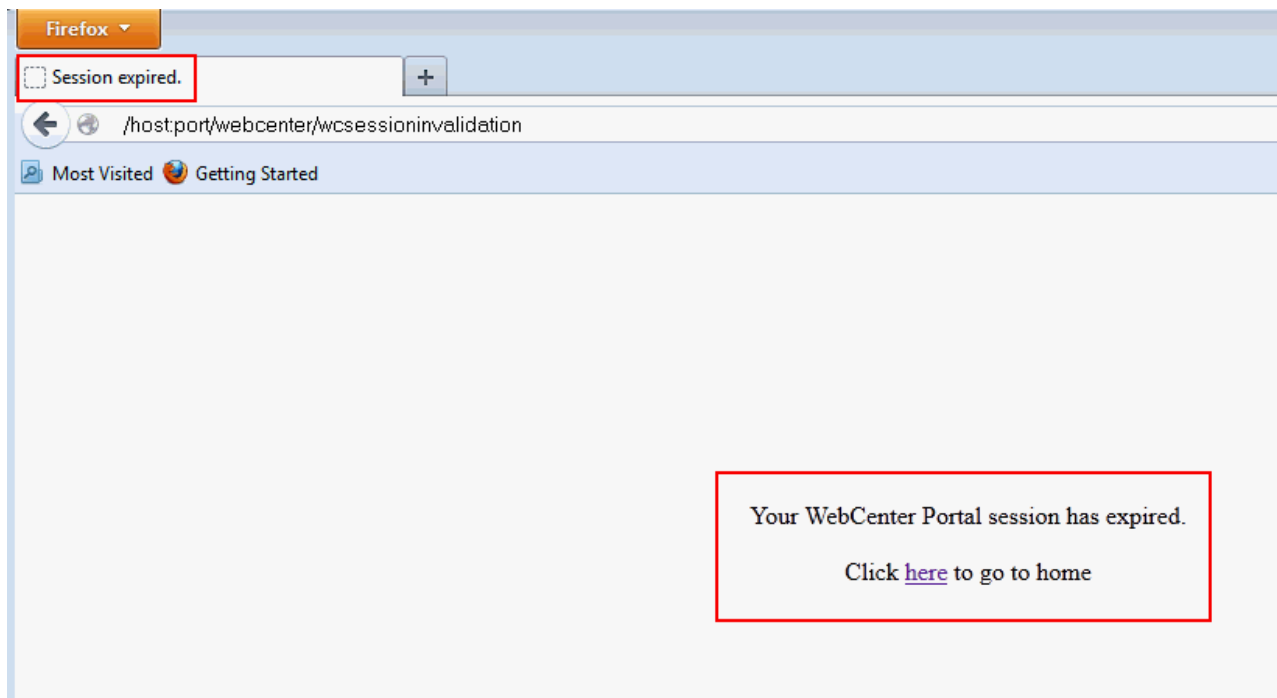 Firefox
Session expired.
+
/host:port/webcenter/wcsessioninvalidation
Most Visited Getting Started
Your WebCenter Portal session has expired.
Click here to go to home